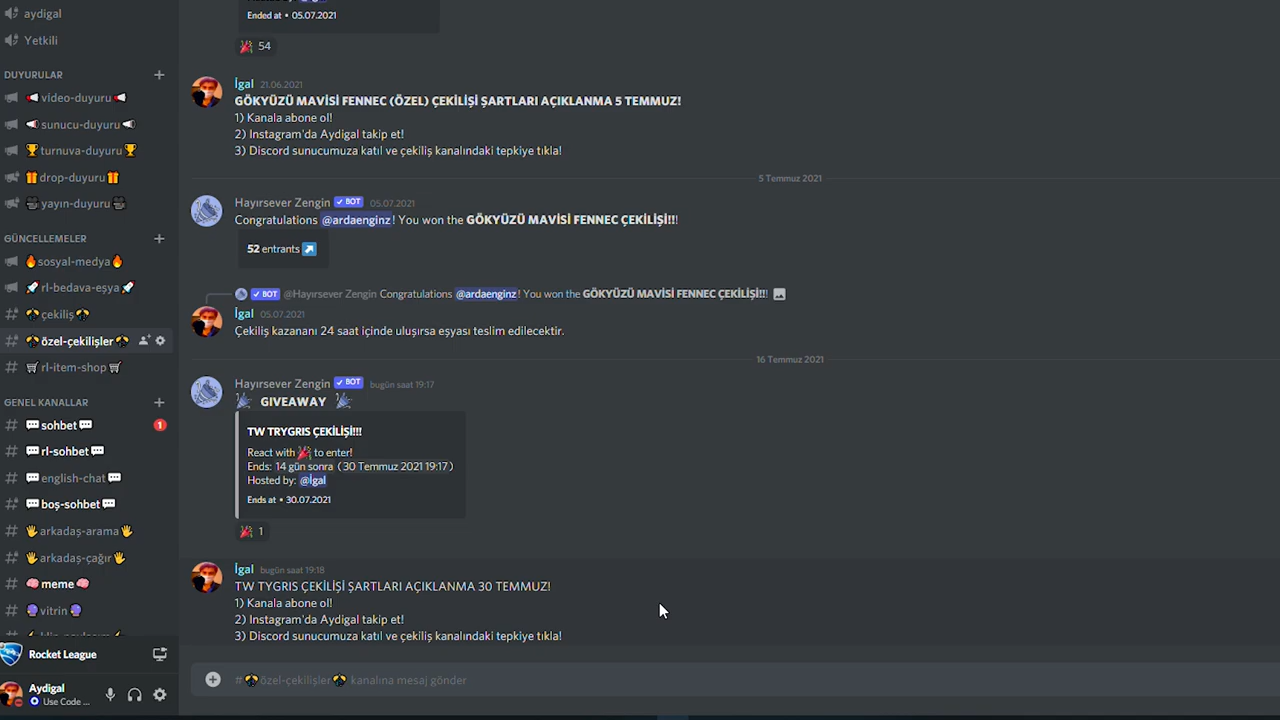 aydigal
Yetkili
DUYURULAR
video-duyuru
sunucu-duyuru
turnuva-duyuru
drop-duyuru
yayın-duyuru
GÜNCELLEMELER
sosyal-medya
rl-bedava-eşya
çekiliş
özel-çekilişler
rl-item-shop
GENEL KANALLAR
sohbet 1
rl-sohbet
english-chat
boş-sohbet
arkadaş-arama
arkadaş-çağır
meme
vitrin
Rocket League
Aydigal
Use Code ...
Ended at • 05.07.2021
54
İgal 21.06.2021
GÖKYÜZÜ MAVİSİ FENNEC (ÖZEL) ÇEKİLİŞİ ŞARTLARI AÇIKLANMA 5 TEMMUZ!
1) Kanala abone ol!
2) Instagram'da Aydigal takip et!
3) Discord sunucumuza katıl ve çekiliş kanalındaki tepkiye tıkla!
5 Temmuz 2021
Hayırsever Zengin ✓ BOT 05.07.2021
Congratulations @ardaenginz! You won the GÖKYÜZÜ MAVİSİ FENNEC ÇEKİLİŞİ!!!
52 entrants
✓ BOT @Hayırsever Zengin Congratulations @ardaenginz! You won the GÖKYÜZÜ MAVİSİ FENNEC ÇEKİLİŞİ!!!
İgal 05.07.2021
Çekiliş kazananı 24 saat içinde uluşırsa eşyası teslim edilecektir.
16 Temmuz 2021
Hayırsever Zengin ✓ BOT bugün saat 19:17
GIVEAWAY
TW TRYGRIS ÇEKİLİŞİ!!!
React with to enter!
Ends: 14 gün sonra (30 Temmuz 2021 19:17)
Hosted by: @İgal
Ends at • 30.07.2021
1
İgal bugün saat 19:18
TW TYGRIS ÇEKİLİŞİ ŞARTLARI AÇIKLANMA 30 TEMMUZ!
1) Kanala abone ol!
2) Instagram'da Aydigal takip et!
3) Discord sunucumuza katıl ve çekiliş kanalındaki tepkiye tıkla!
# özel-çekilişler kanalına mesaj gönder